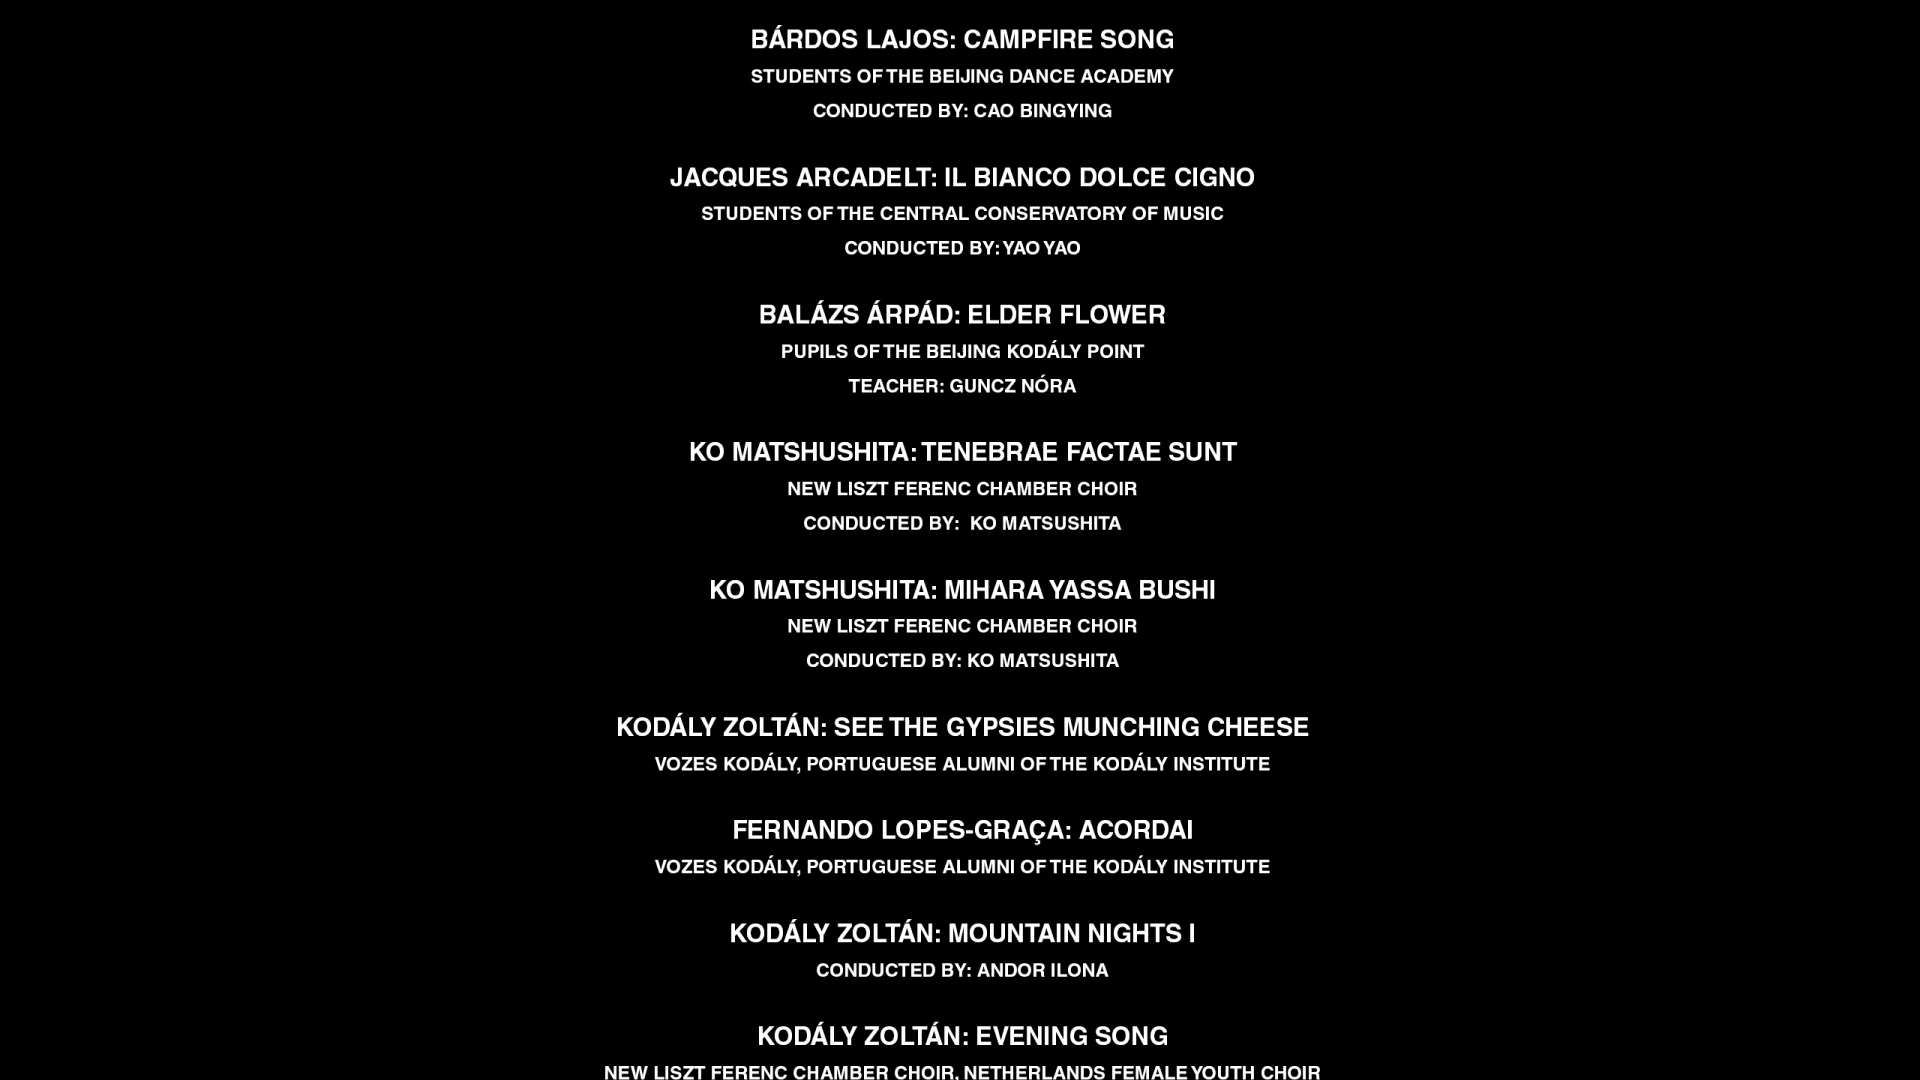 BÁRDOS LAJOS: CAMPFIRE SONG
STUDENTS OF THE BEIJING DANCE ACADEMY
CONDUCTED BY: CAO BINGYING
JACQUES ARCADELT: IL BIANCO DOLCE CIGNO
STUDENTS OF THE CENTRAL CONSERVATORY OF MUSIC
CONDUCTED BY: YAO YAO
BALÁZS ÁRPÁD: ELDER FLOWER
PUPILS OF THE BEIJING KODÁLY POINT
TEACHER: GUNCZ NÓRA
KO MATSHUSHITA: TENEBRAE FACTAE SUNT
NEW LISZT FERENC CHAMBER CHOIR
CONDUCTED BY: KO MATSUSHITA
KO MATSHUSHITA: MIHARA YASSA BUSHI
NEW LISZT FERENC CHAMBER CHOIR
CONDUCTED BY: KO MATSUSHITA
KODÁLY ZOLTÁN: SEE THE GYPSIES MUNCHING CHEESE
VOZES KODÁLY, PORTUGUESE ALUMNI OF THE KODÁLY INSTITUTE
FERNANDO LOPES-GRAÇA: ACORDAI
VOZES KODÁLY, PORTUGUESE ALUMNI OF THE KODÁLY INSTITUTE
KODÁLY ZOLTÁN: MOUNTAIN NIGHTS I
CONDUCTED BY: ANDOR ILONA
KODÁLY ZOLTÁN: EVENING SONG
NEW LISZT FERENC CHAMBER CHOIR, NETHERLANDS FEMALE YOUTH CHOIR